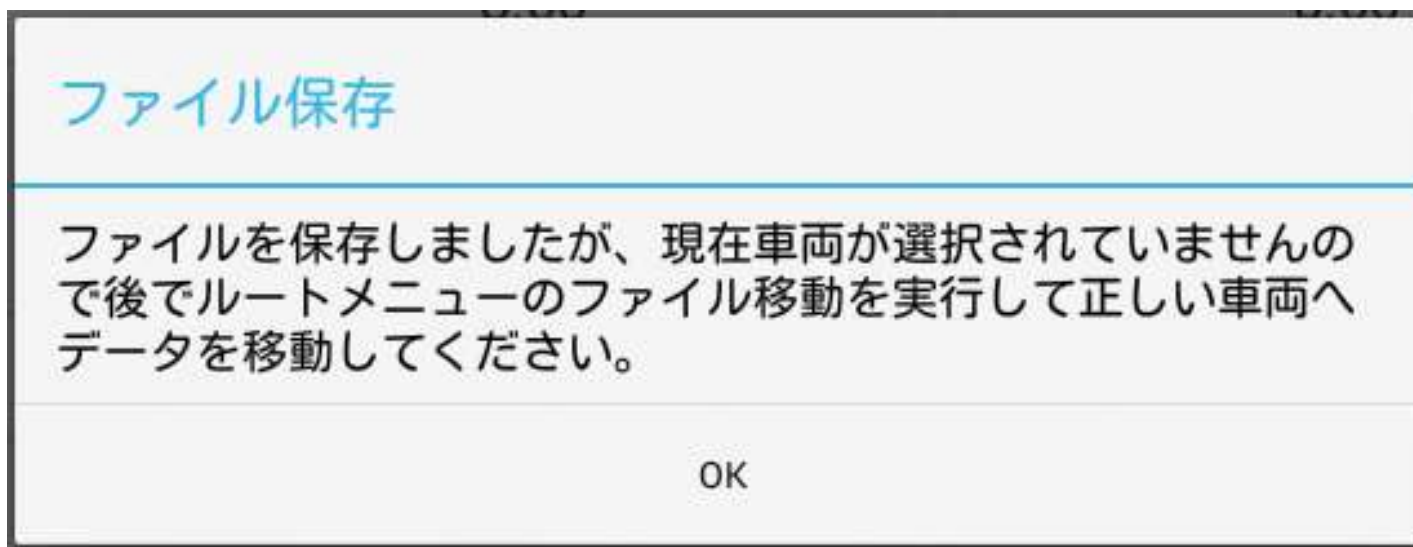 ファイル保存
ファイルを保存しましたが、現在車両が選択されていませんの
で後でルートメニューのファイル移動を実行して正しい車両へ
データを移動してください。
OK